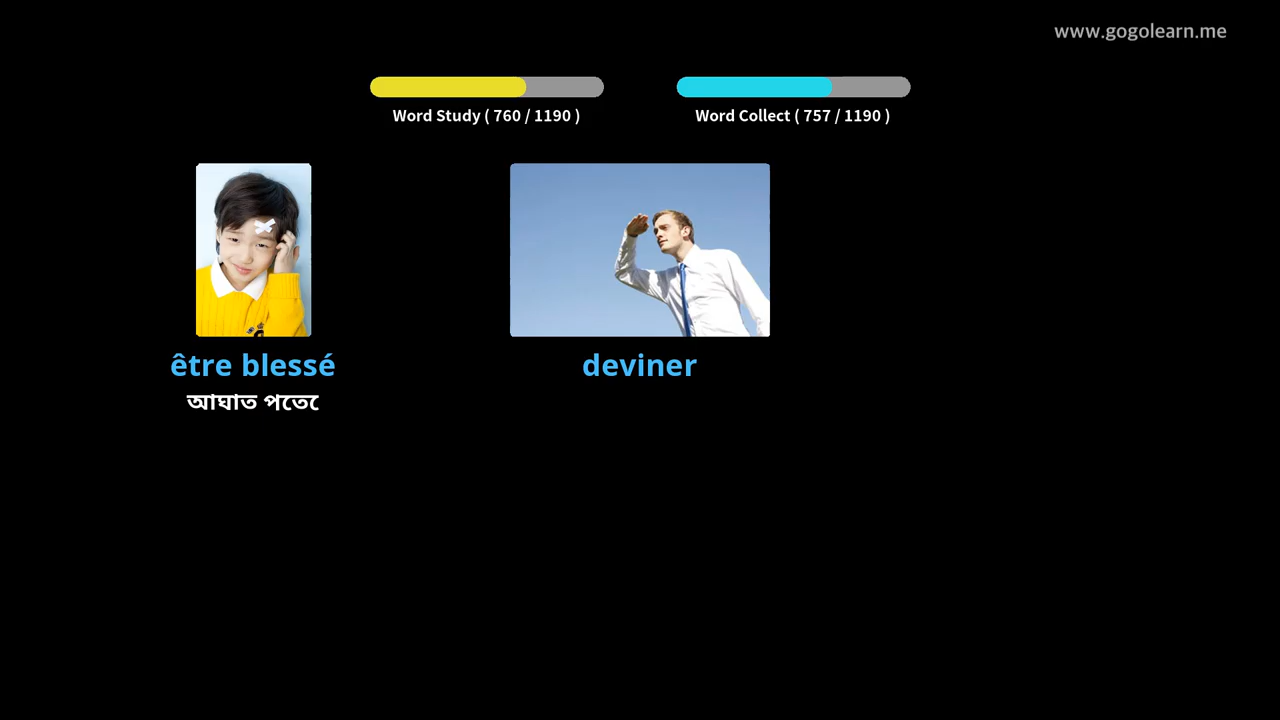 www.gogolearn.me
Word Study ( 760 / 1190 )
Word Collect ( 757 / 1190 )
être blessé
আঘাত পতেে
deviner